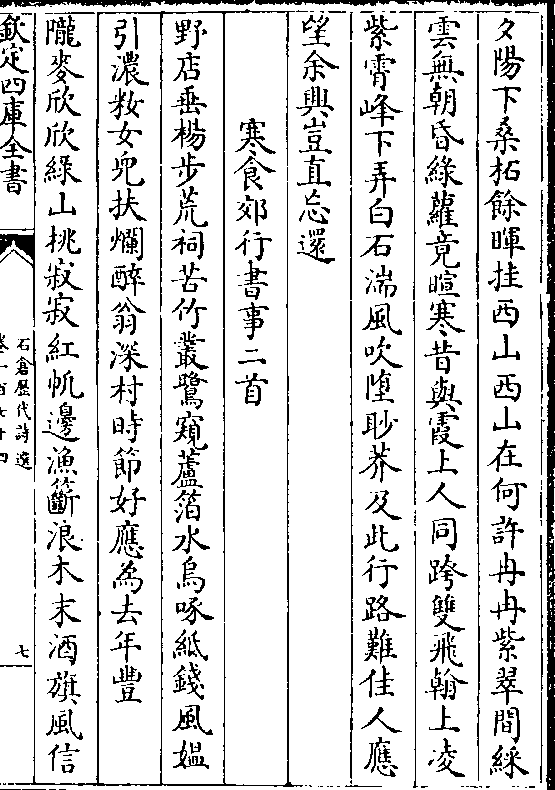 夕陽下桑柘餘暉挂西山西山在何許冉冉紫翠間綵
雲無朝昏綠蘿竟暄寒昔與霞上人同跨雙飛翰上凌
紫霄峰下弄白石湍風吹墮眇莽及此行路難佳人應
望余興豈直忘還
寒食郊行書事二首
野店垂楊步荒祠苦竹叢鷺窺蘆箔水烏啄紙錢風媼
引濃粧女兒扶爛醉翁深村時節好應為去年豐
隴麥欣欣綠山桃寂寂紅帆邊漁籪浪木末酒旗風信
欽定四庫全書
石倉歷代詩選
卷一百七十四
七